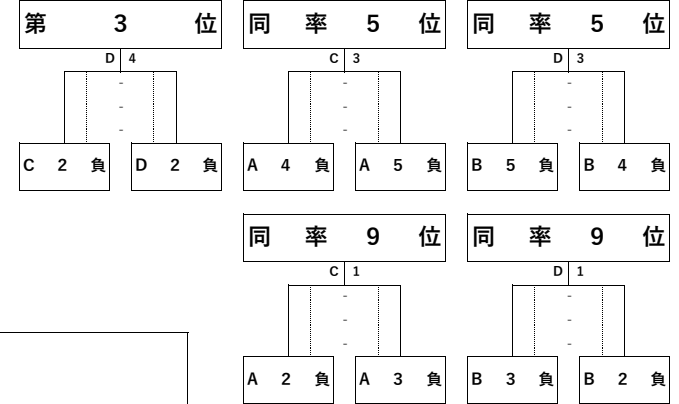 第 3 位 同 率 5 位 同 率 5 位
D 4 C 3 D 3
- - -
- - -
- - -
C 2 負 D 2 負 A 4 負 A 5 負 B 5 負 B 4 負
同 率 9 位 同 率 9 位
C 1 D 1
- -
- -
- -
A 2 負 A 3 負 B 3 負 B 2 負